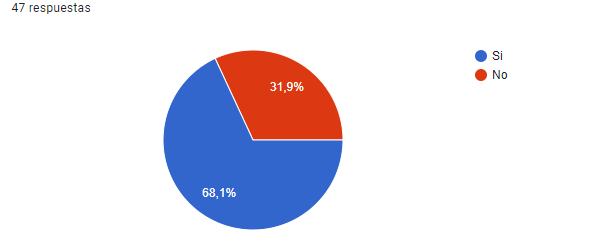 47 respuestas
Si
No
31,9%
68,1%